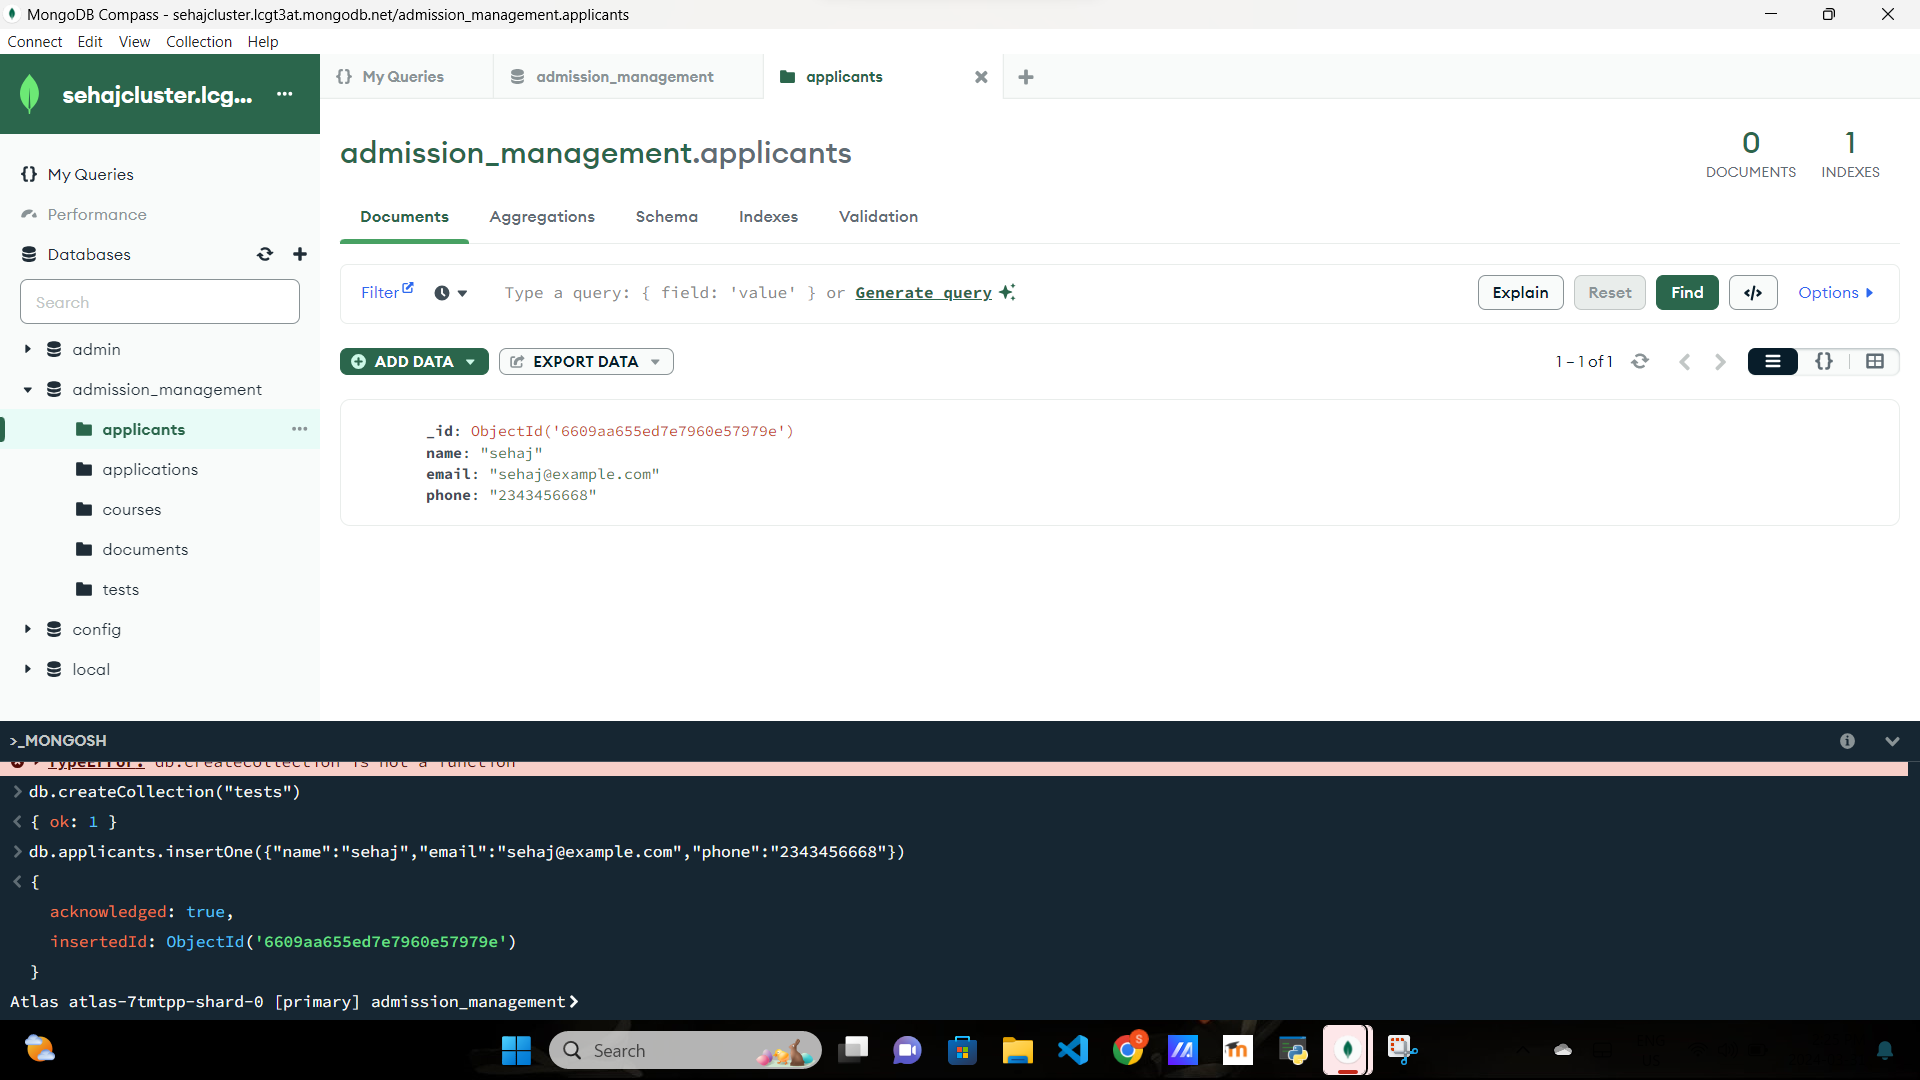 MongoDB Compass - sehajcluster.lcgt3at.mongodb.net/admission_management.applicants
Connect Edit View Collection Help
sehajcluster.lcg... ...
{} My Queries
admission_management
applicants
My Queries
Performance
Databases
Search
admin
admission_management
applicants
applications
courses
documents
tests
config
local
admission_management.applicants
0 DOCUMENTS
1 INDEXES
Documents Aggregations Schema Indexes Validation
Filter Type a query: { field: 'value' } or Generate query Explain Reset Find </> Options
ADD DATA EXPORT DATA 1 – 1 of 1 {}
_id: ObjectId('6609aa655ed7e7960e57979e')
name: "sehaj"
email: "sehaj@example.com"
phone: "2343456668"
>_MONGOSH
TypeError: db.createCollection is not a function
> db.createCollection("tests")
< { ok: 1 }
> db.applicants.insertOne({"name":"sehaj","email":"sehaj@example.com","phone":"2343456668"})
< {
acknowledged: true,
insertedId: ObjectId('6609aa655ed7e7960e57979e')
}
Atlas atlas-7tmtpp-shard-0 [primary] admission_management>
Search
S
m